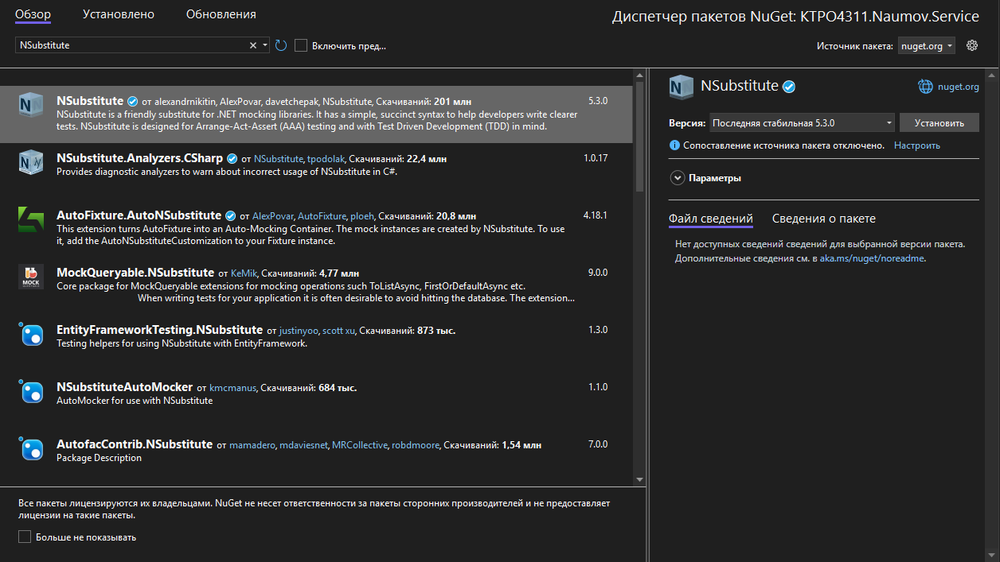 Обзор Установлено Обновления
Диспетчер пакетов NuGet: KTPO4311.Naumov.Service
NSubstitute
Включить пред...
Источник пакета: nuget.org
NSubstitute от alexandrnikitin, AlexPovar, davetchepak, NSubstitute, Скачиваний: 201 млн 5.3.0
NSubstitute is a friendly substitute for .NET mocking libraries. It has a simple, succinct syntax to help developers write clearer
tests. NSubstitute is designed for Arrange-Act-Assert (AAA) testing and with Test Driven Development (TDD) in mind.
NSubstitute.Analyzers.CSharp от NSubstitute, tpodolak, Скачиваний: 22,4 млн 1.0.17
Provides diagnostic analyzers to warn about incorrect usage of NSubstitute in C#.
AutoFixture.AutoNSubstitute от AlexPovar, AutoFixture, ploeh, Скачиваний: 20,8 млн 4.18.1
This extension turns AutoFixture into an Auto-Mocking Container. The mock instances are created by NSubstitute. To use
it, add the AutoNSubstituteCustomization to your Fixture instance.
MOCK
MockQueryable.NSubstitute от KeMik, Скачиваний: 4,77 млн 9.0.0
Core package for MockQueryable extensions for mocking operations such ToListAsync, FirstOrDefaultAsync etc.
When writing tests for your application it is often desirable to avoid hitting the database. The extension...
EntityFrameworkTesting.NSubstitute от justinyoo, scott xu, Скачиваний: 873 тыс. 1.3.0
Testing helpers for using NSubstitute with EntityFramework.
NSubstituteAutoMocker от kmcmanus, Скачиваний: 684 тыс. 1.1.0
AutoMocker for use with NSubstitute
AutofacContrib.NSubstitute от mamadero, mdaviesnet, MRCollective, robdmoore, Скачиваний: 1,54 млн 7.0.0
Package Description
Все пакеты лицензируются их владельцами. NuGet не несет ответственности за пакеты сторонних производителей и не предоставляет
лицензии на такие пакеты.
Больше не показывать
NSubstitute
nuget.org
Версия: Последняя стабильная 5.3.0 Установить
Сопоставление источника пакета отключено. Настроить
Параметры
Файл сведений Сведения о пакете
Нет доступных сведений сведений для выбранной версии пакета.
Дополнительные сведения см. в aka.ms/nuget/noreadme.